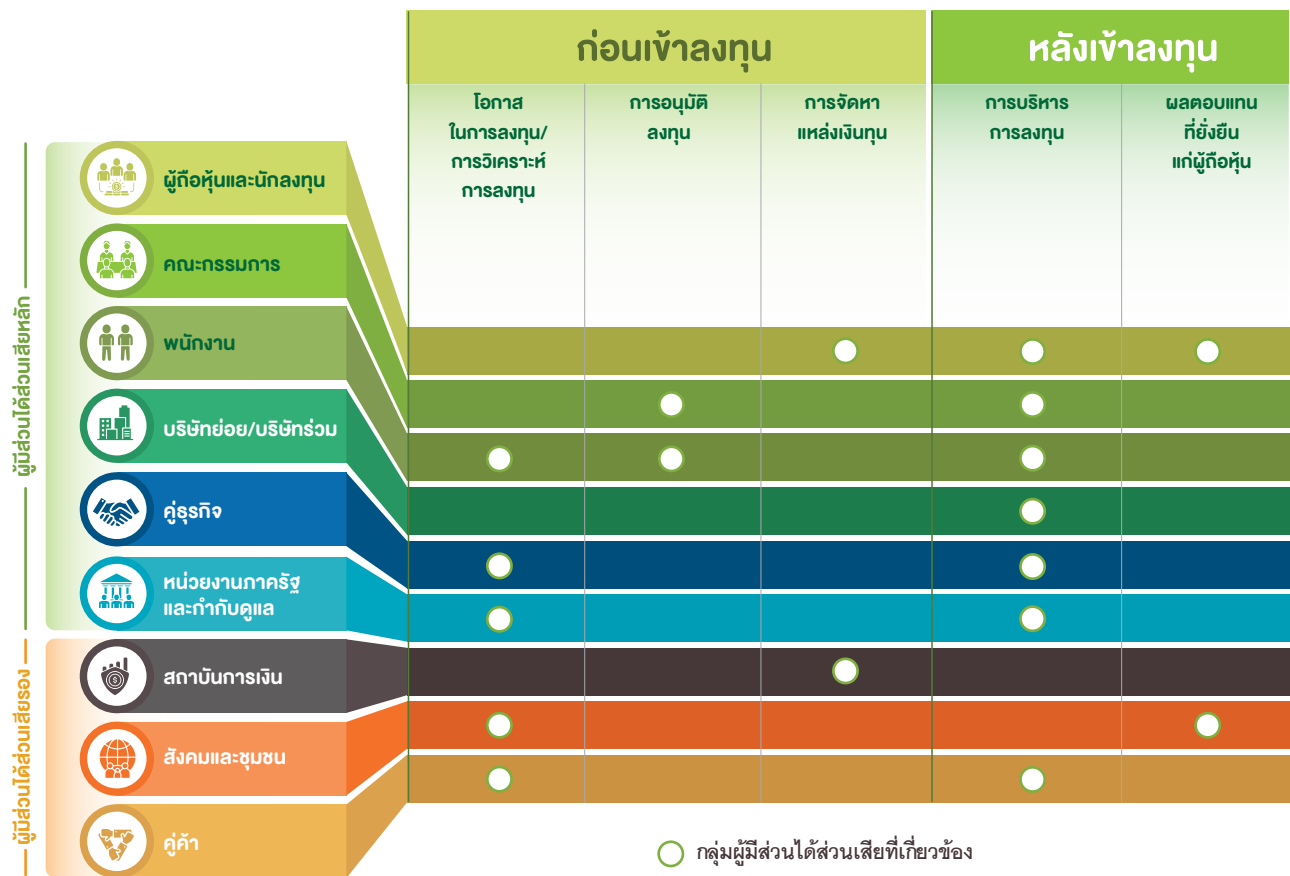 ก่อนเข้าลงทุน
หลังเข้าลงทุน
โอกาส
ในการลงทุน/
การวิเคราะห์
การลงทุน
การอนุมัติ
ลงทุน
การจัดหา
แหล่งเงินทุน
การบริหาร
การลงทุน
ผลตอบแทน
ที่ยั่งยืน
แก่ผู้ถือหุ้น
ผู้มีส่วนได้ส่วนเสียหลัก
ผู้ถือหุ้นและนักลงทุน
คณะกรรมการ
พนักงาน
บริษัทย่อย/บริษัทร่วม
คู่ธุรกิจ
หน่วยงานภาครัฐ
และกำกับดูแล
ผู้มีส่วนได้ส่วนเสียรอง
สถาบันการเงิน
สังคมและชุมชน
คู่ค้า
กลุ่มผู้มีส่วนได้ส่วนเสียที่เกี่ยวข้อง